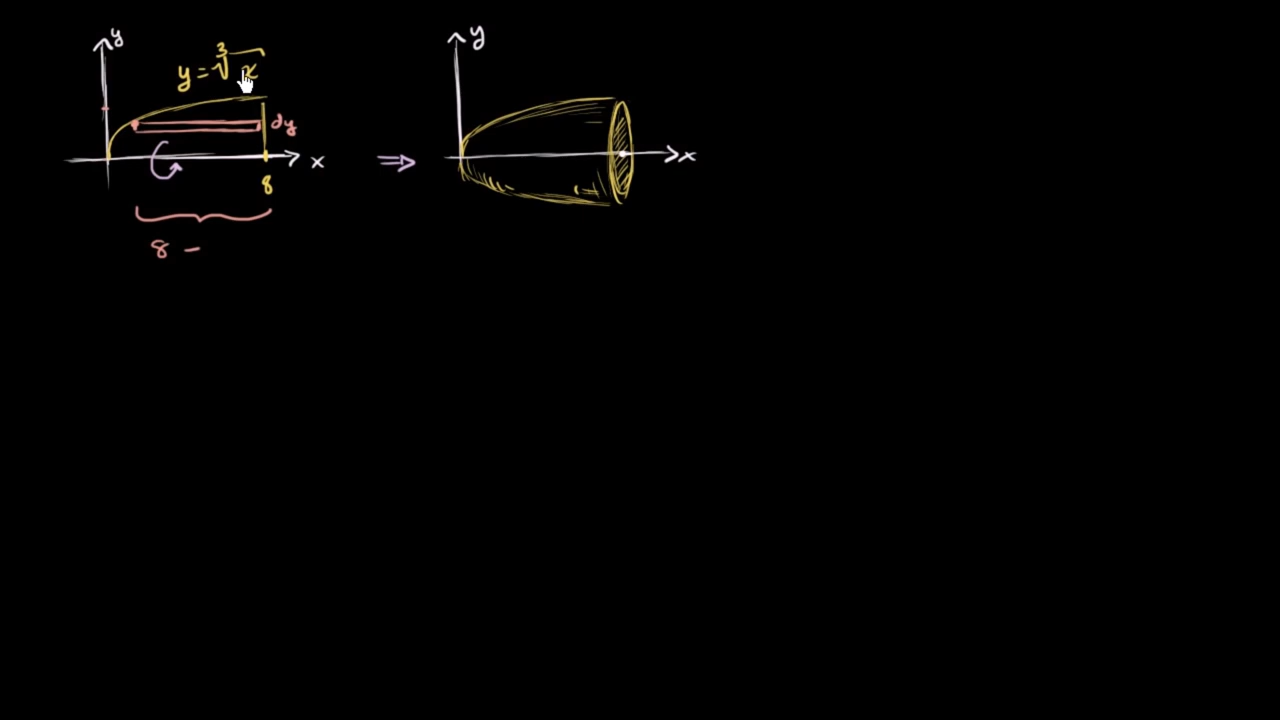 y
y = ∛x
dy
x
8
8 -
⇒
y
x